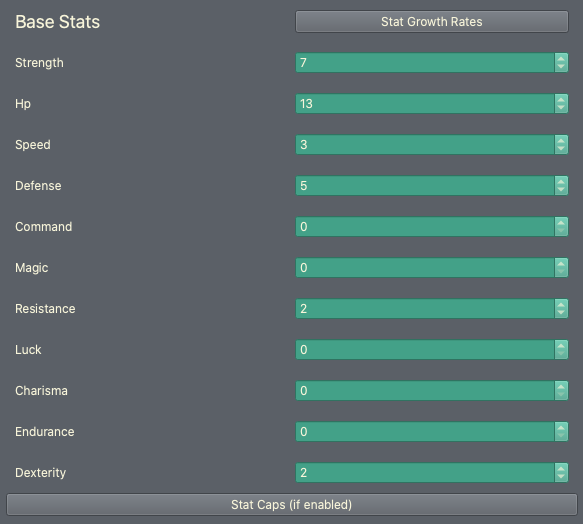 Base Stats Stat Growth Rates
Strength 7
Hp 13
Speed 3
Defense 5
Command 0
Magic 0
Resistance 2
Luck 0
Charisma 0
Endurance 0
Dexterity 2
Stat Caps (if enabled)